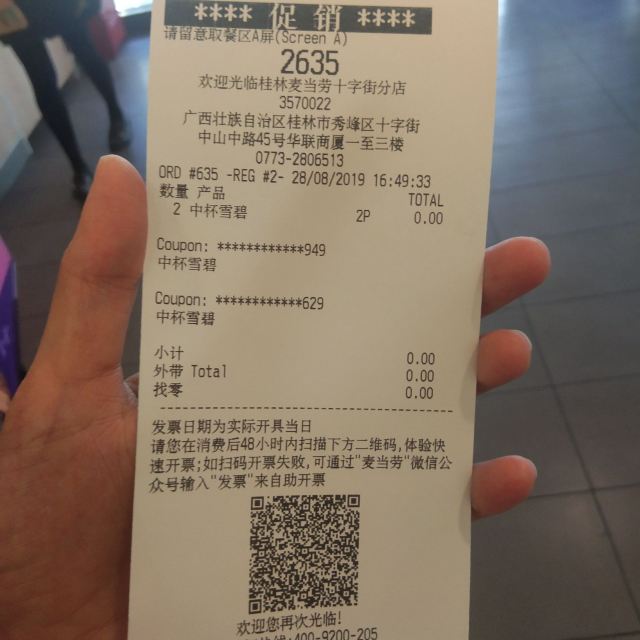 **** 促 销 ****
请留意取餐区A屏(Screen A)
2635
欢迎光临桂林麦当劳十字街分店
3570022
广西壮族自治区桂林市秀峰区十字街
中山中路45号华联商厦一至三楼
0773-2806513
ORD #635 -REG #2- 28/08/2019 16:49:33
数量 产品 TOTAL
2 中杯雪碧 2P 0.00
Coupon: ************949
中杯雪碧
Coupon: ************629
中杯雪碧
小计 0.00
外带 Total 0.00
找零 0.00
发票日期为实际开具当日
请您在消费后48小时内扫描下方二维码,体验快
速开票;如扫码开票失败,可通过"麦当劳"微信公
众号输入"发票"来自助开票
欢迎您再次光临!
400-9200-205